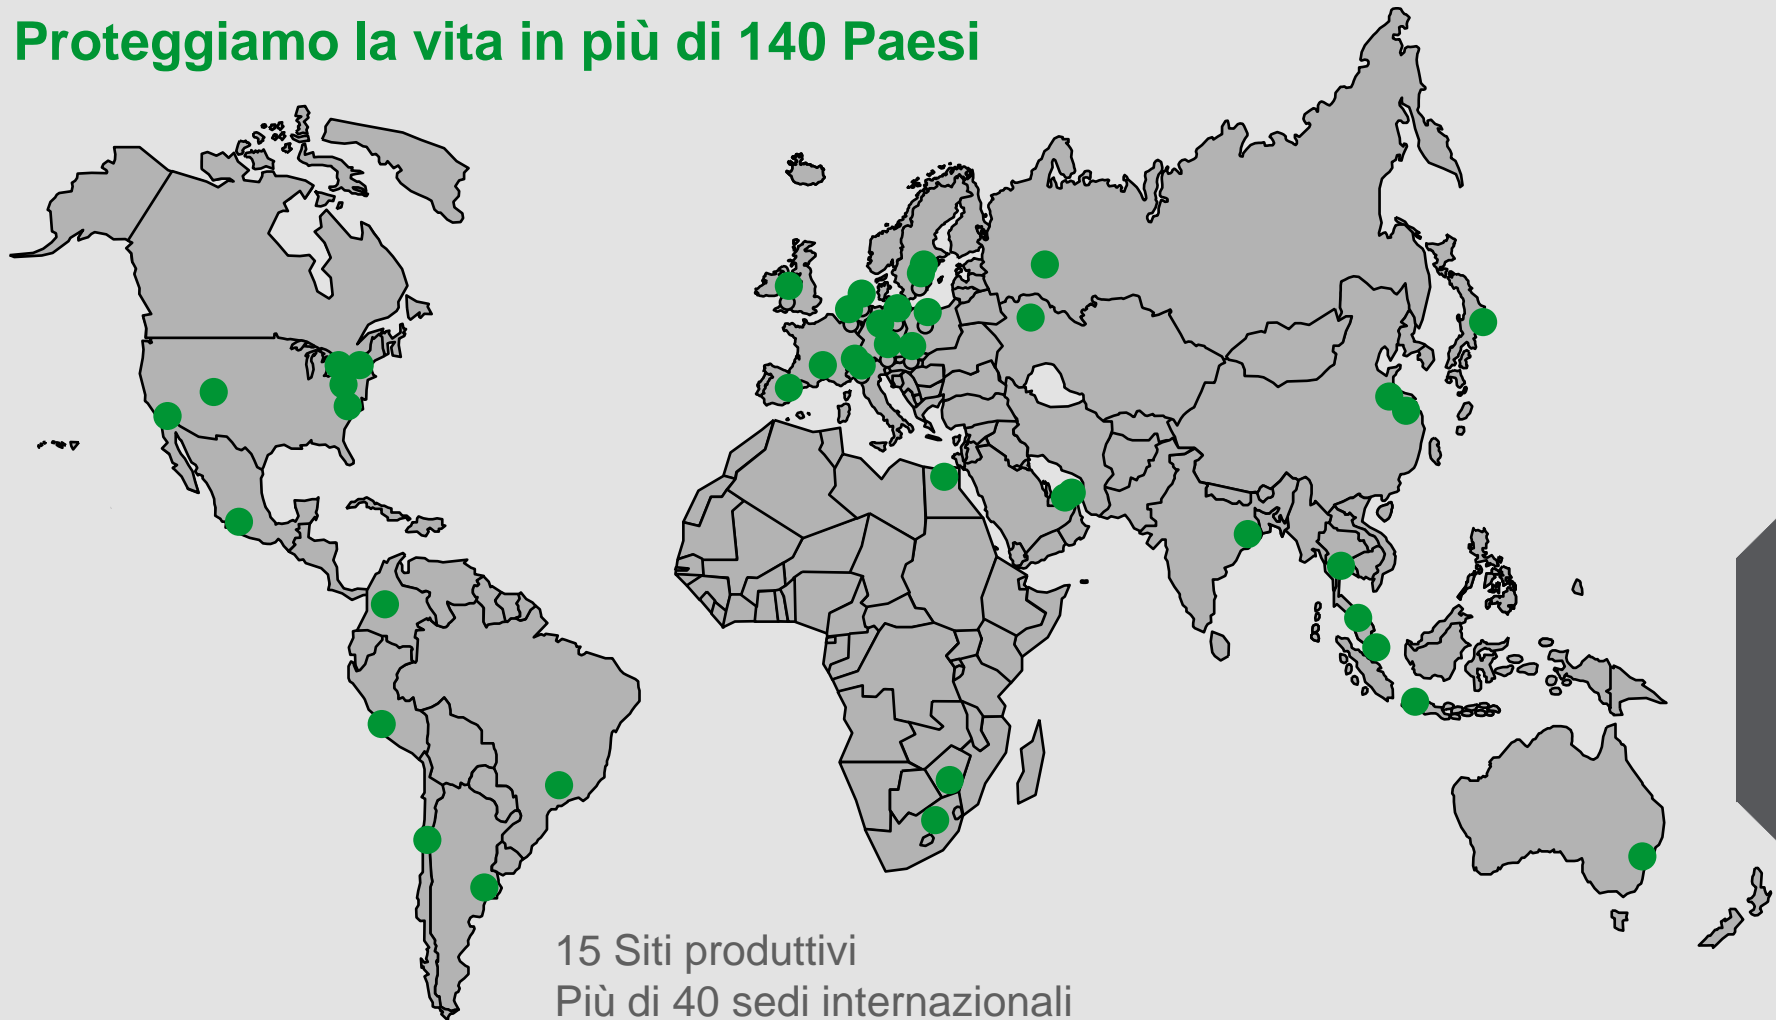 Proteggiamo la vita in più di 140 Paesi
15 Siti produttivi
Più di 40 sedi internazionali